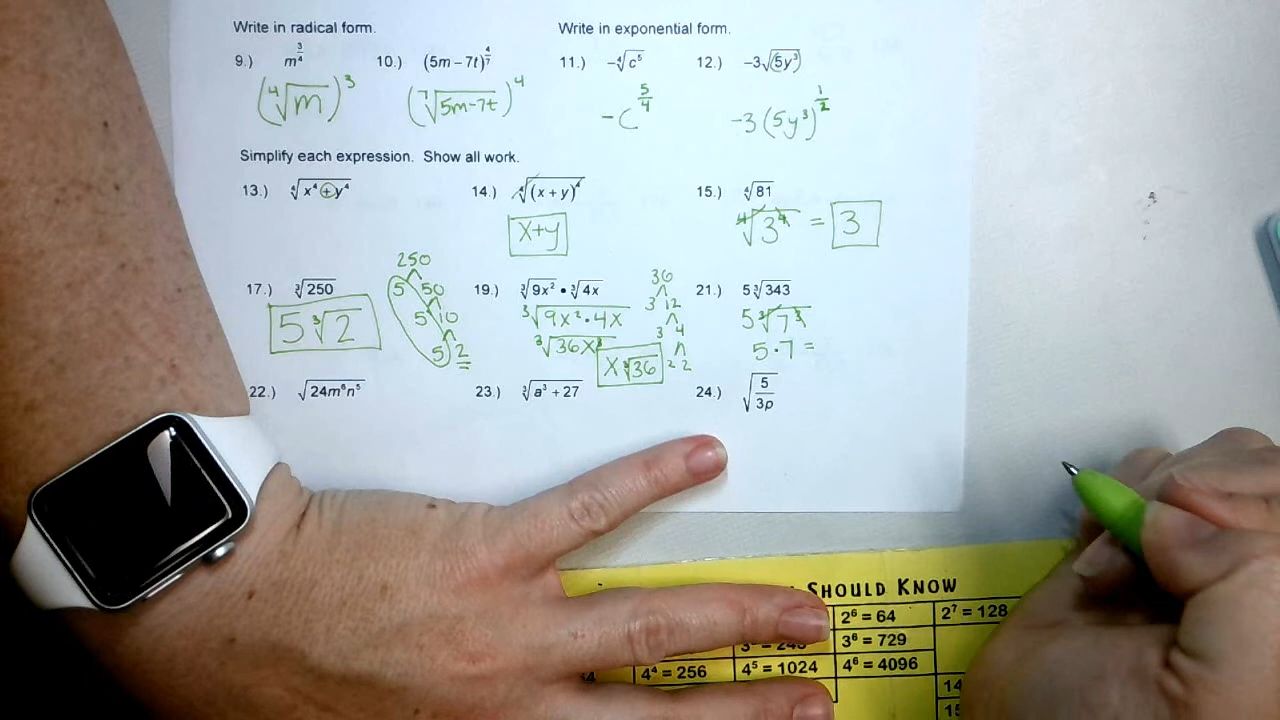 Write in radical form. Write in exponential form.
9.) m^{3/4} 10.) (5m – 7t)^{4/7} 11.) -∜c⁵ 12.) -3√(5y³)
(∜m)³ (⁷√5m-7t)⁴ -c^{5/4} -3(5y³)^{1/2}
Simplify each expression. Show all work.
13.) ∜x⁴ + y⁴ 14.) ∜(x + y)⁴ 15.) ∜81
x+y ∜3⁴ = 3
250
17.) ∛250 5 50 19.) ∛9x² • ∛4x 36 21.) 5∛343
5∛2 5 10 ∛9x²·4x 3 12 5∛7³
5 2 ∛36x³ x∛36 3 4 5·7 =
2 2
22.) √24m⁶n⁵ 23.) ∛a³ + 27 24.) √5/3p
SHOULD KNOW
2⁶ = 64 2⁷ = 128
3⁶ = 729
4⁴ = 256 4⁵ = 1024 4⁶ = 4096